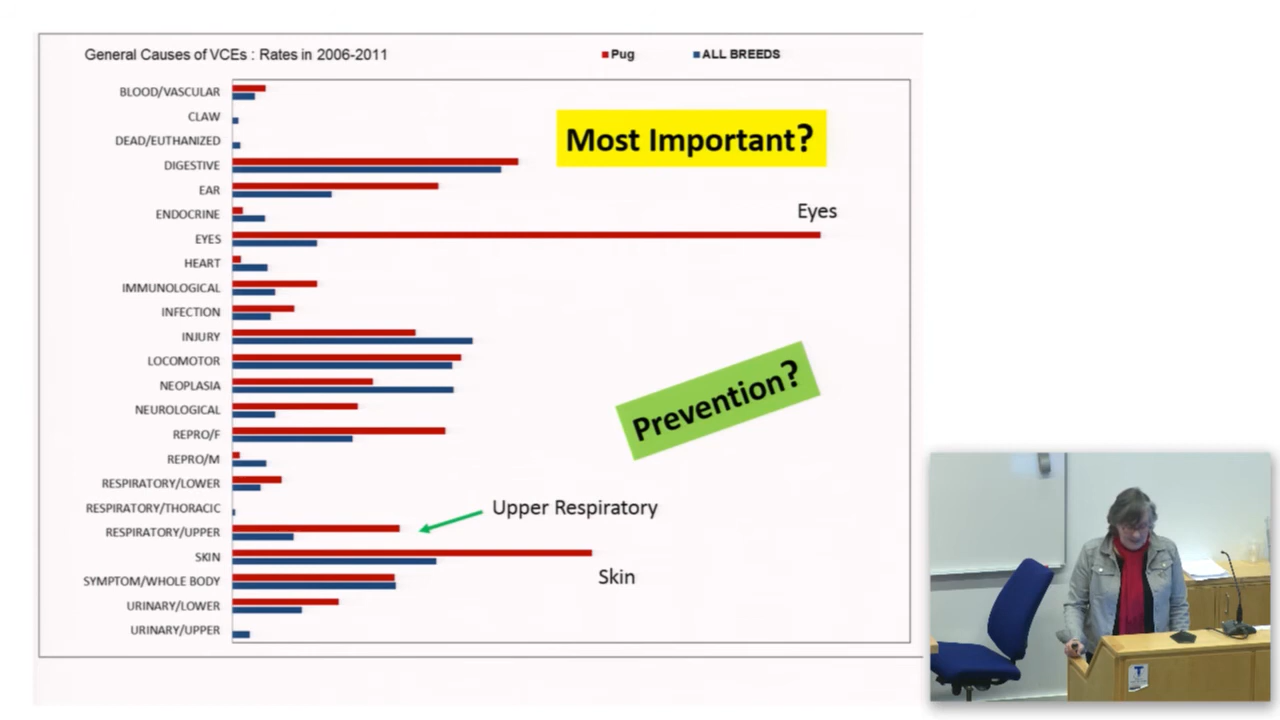 General Causes of VCEs : Rates in 2006-2011
Pug
ALL BREEDS
BLOOD/VASCULAR
CLAW
DEAD/EUTHANIZED
DIGESTIVE
EAR
ENDOCRINE
EYES
HEART
IMMUNOLOGICAL
INFECTION
INJURY
LOCOMOTOR
NEOPLASIA
NEUROLOGICAL
REPRO/F
REPRO/M
RESPIRATORY/LOWER
RESPIRATORY/THORACIC
RESPIRATORY/UPPER
SKIN
SYMPTOM/WHOLE BODY
URINARY/LOWER
URINARY/UPPER
Most Important?
Eyes
Prevention?
Upper Respiratory
Skin